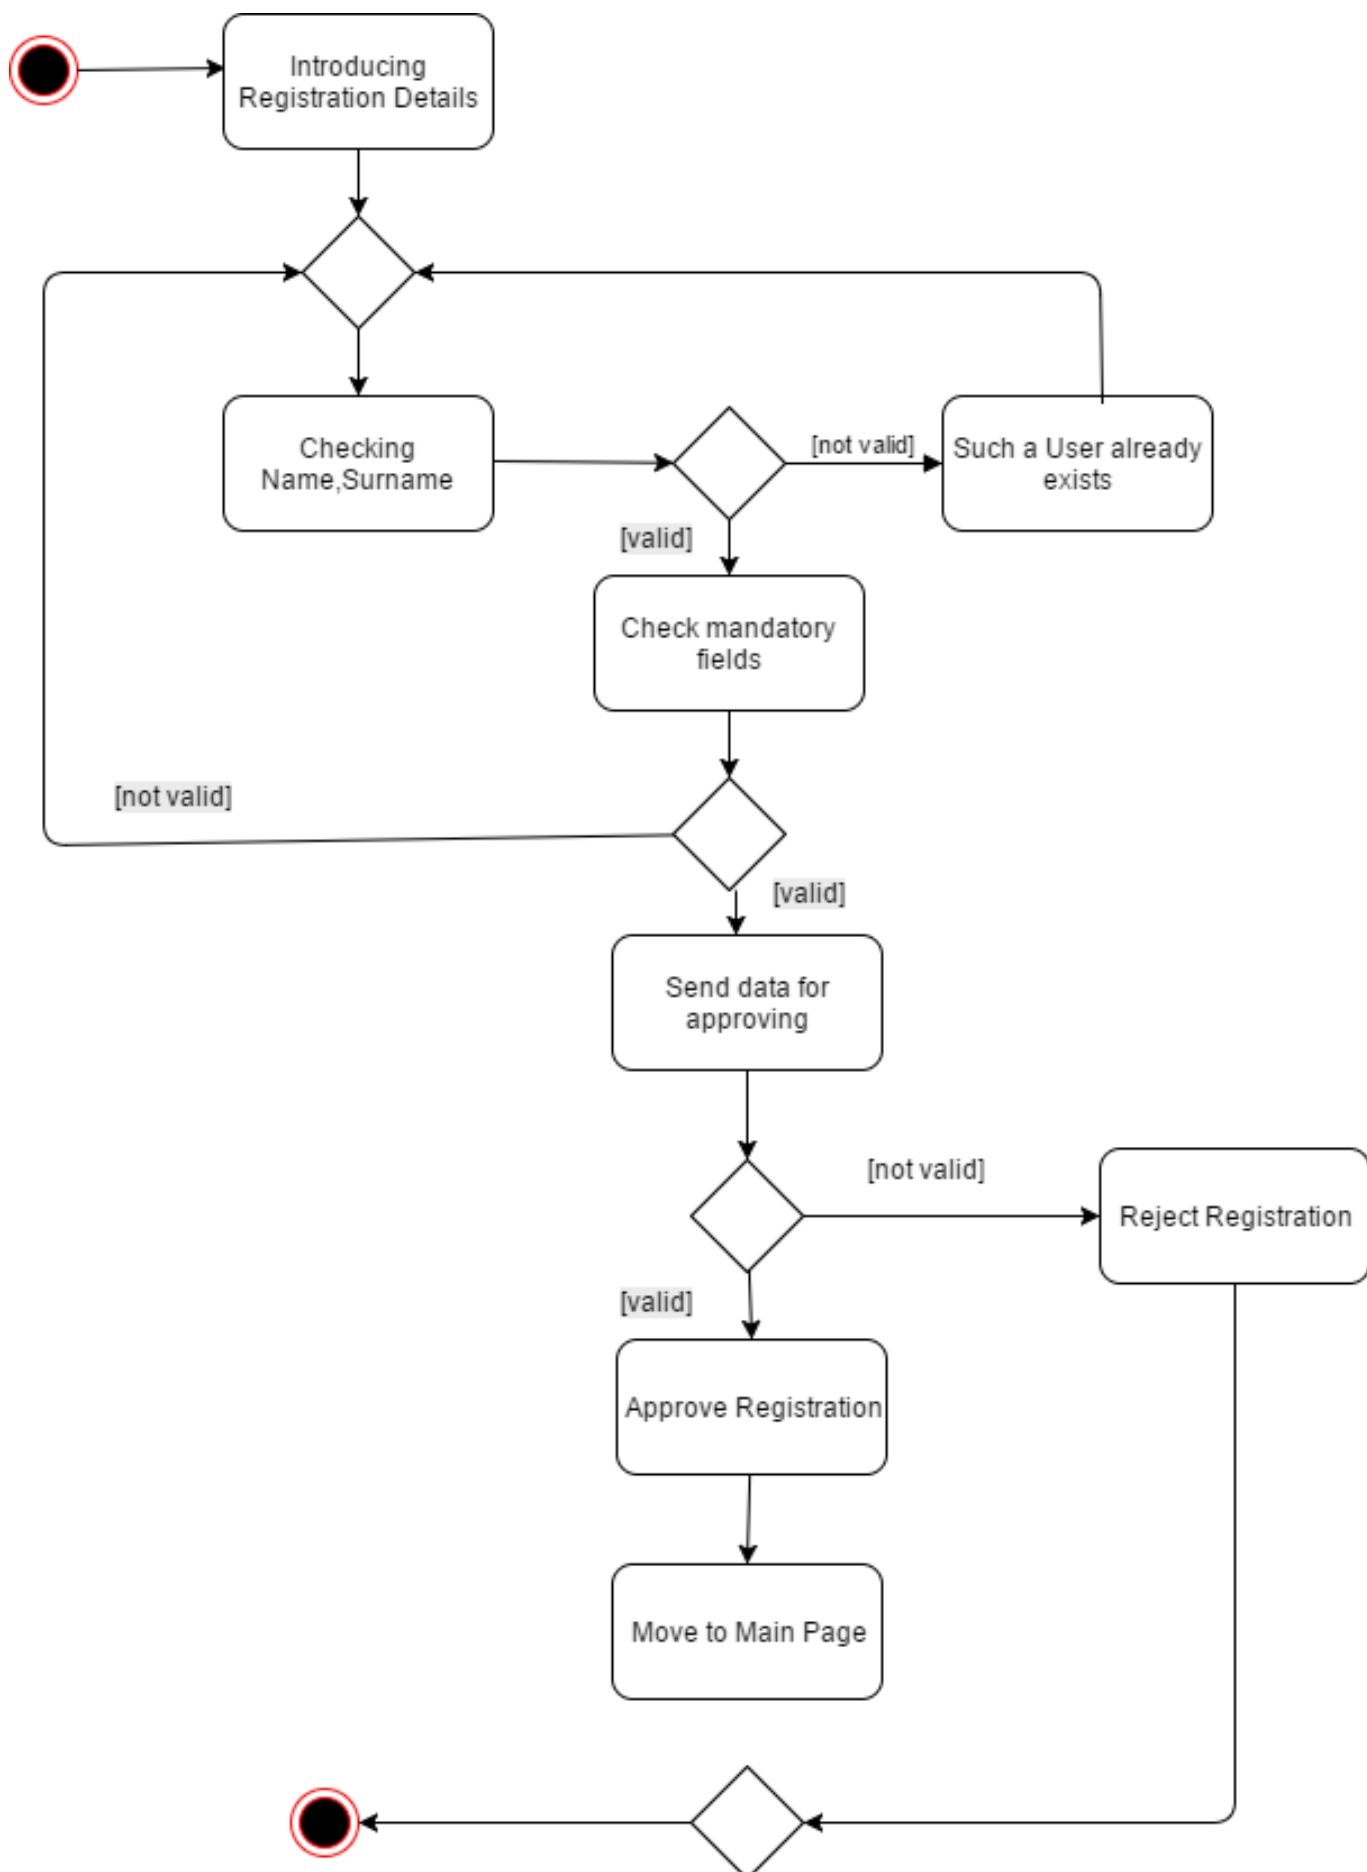 Introducing
Registration Details
Checking
Name,Surname
[not valid]
Such a User already
exists
[valid]
Check mandatory
fields
[not valid]
[valid]
Send data for
approving
[not valid]
Reject Registration
[valid]
Approve Registration
Move to Main Page